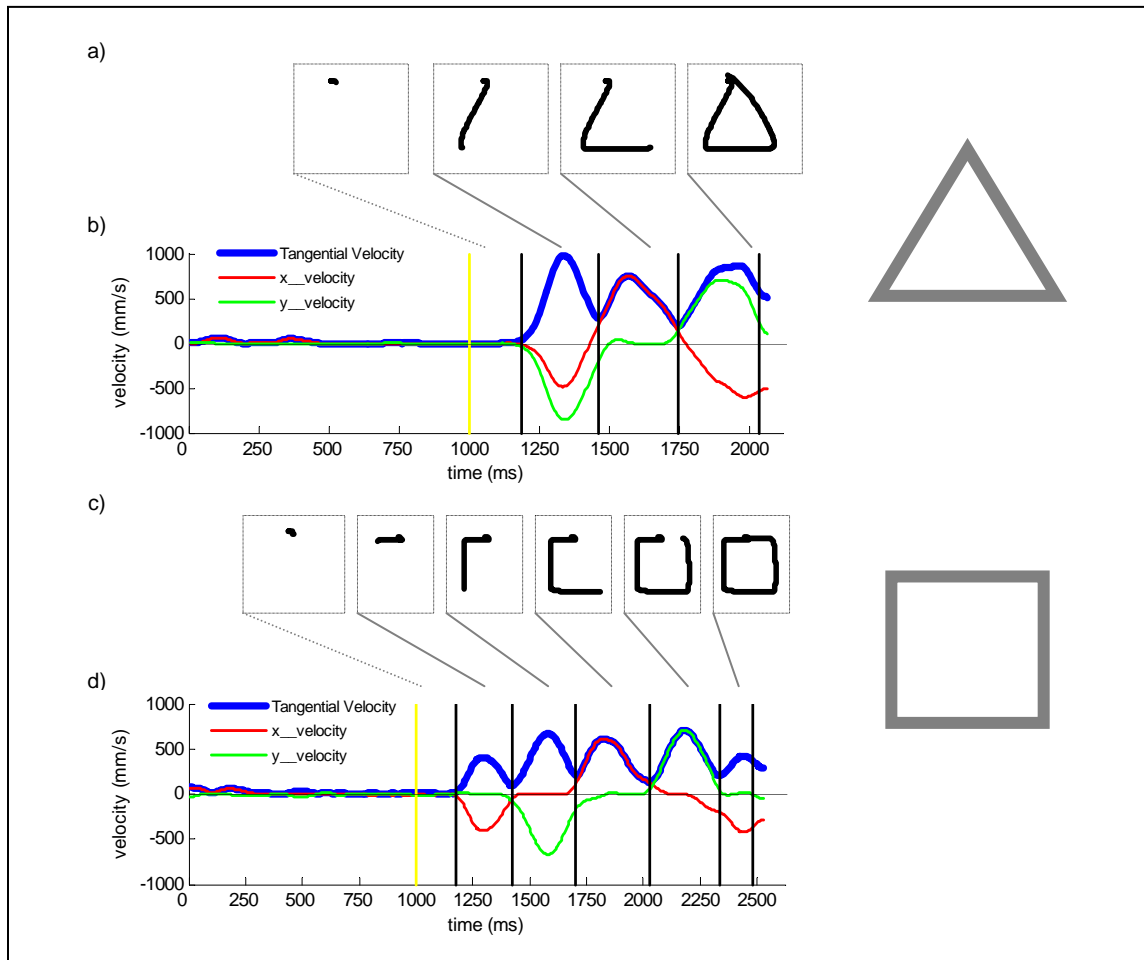 a)
b)
1000
500
0
-500
-1000
velocity (mm/s)
Tangential Velocity
x__velocity
y__velocity
0 250 500 750 1000 1250 1500 1750 2000
time (ms)
c)
d)
1000
500
0
-500
-1000
velocity (mm/s)
Tangential Velocity
x__velocity
y__velocity
0 250 500 750 1000 1250 1500 1750 2000 2250 2500
time (ms)